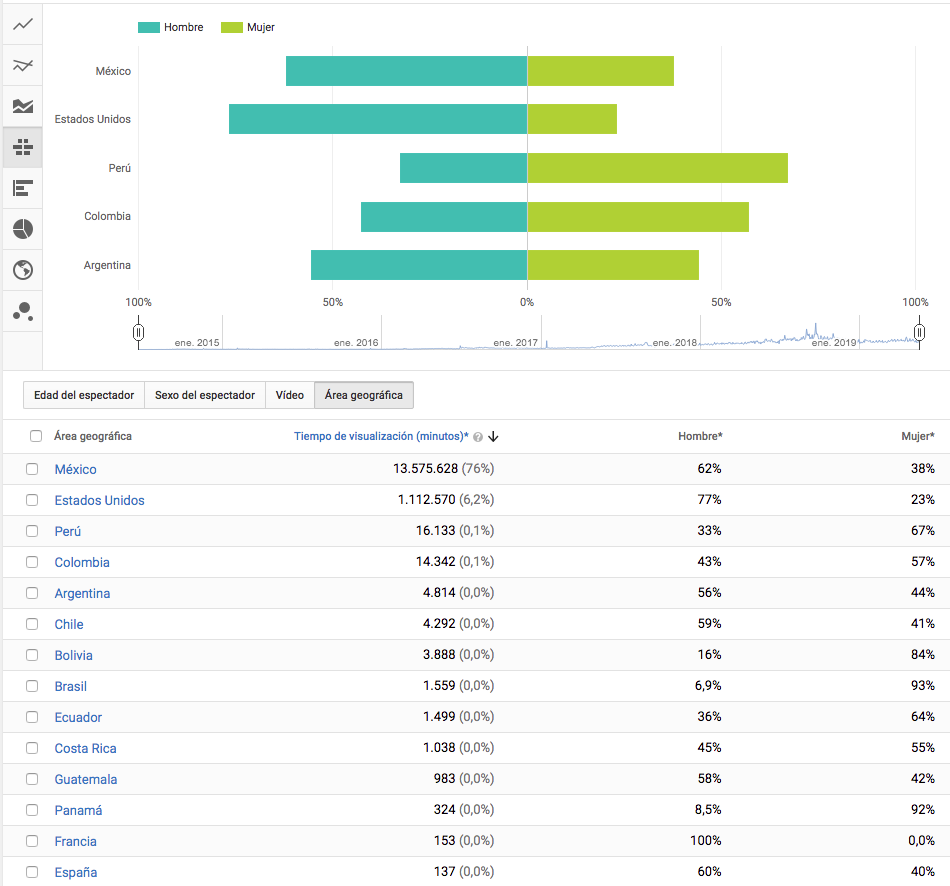 Hombre Mujer
México
Estados Unidos
Perú
Colombia
Argentina
100% 50% 0% 50% 100%
ene. 2015 ene. 2016 ene. 2017 ene. 2018 ene. 2019
Edad del espectador Sexo del espectador Vídeo Área geográfica
Área geográfica Tiempo de visualización (minutos)* ? Hombre* Mujer*
México 13.575.628 (76%) 62% 38%
Estados Unidos 1.112.570 (6,2%) 77% 23%
Perú 16.133 (0,1%) 33% 67%
Colombia 14.342 (0,1%) 43% 57%
Argentina 4.814 (0,0%) 56% 44%
Chile 4.292 (0,0%) 59% 41%
Bolivia 3.888 (0,0%) 16% 84%
Brasil 1.559 (0,0%) 6,9% 93%
Ecuador 1.499 (0,0%) 36% 64%
Costa Rica 1.038 (0,0%) 45% 55%
Guatemala 983 (0,0%) 58% 42%
Panamá 324 (0,0%) 8,5% 92%
Francia 153 (0,0%) 100% 0,0%
España 137 (0,0%) 60% 40%